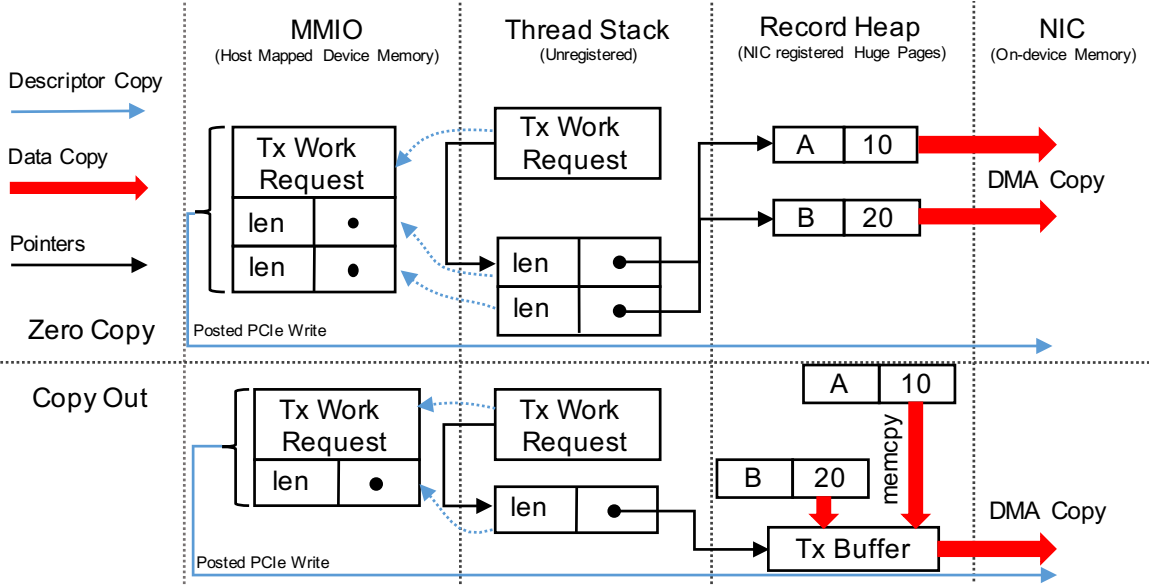 MMIO
(Host Mapped Device Memory)
Thread Stack
(Unregistered)
Record Heap
(NIC registered Huge Pages)
NIC
(On-device Memory)
Descriptor Copy
Data Copy
Pointers
Zero Copy
Tx Work
Request
len
len
Posted PCIe Write
Tx Work
Request
len
len
A 10
B 20
DMA Copy
Copy Out
Tx Work
Request
len
Posted PCIe Write
Tx Work
Request
len
A 10
memcpy
B 20
Tx Buffer
DMA Copy